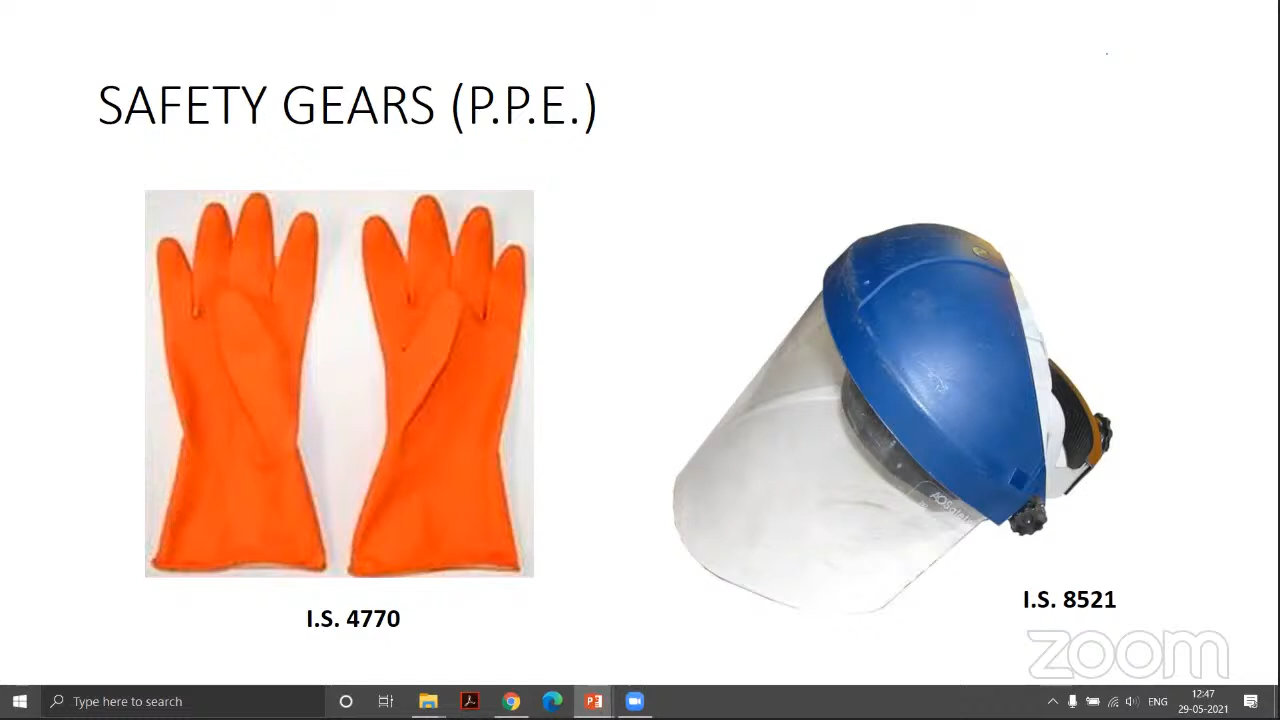 SAFETY GEARS (P.P.E.)
I.S. 4770
I.S. 8521
zoom
Type here to search
ENG
12:47
29-05-2021